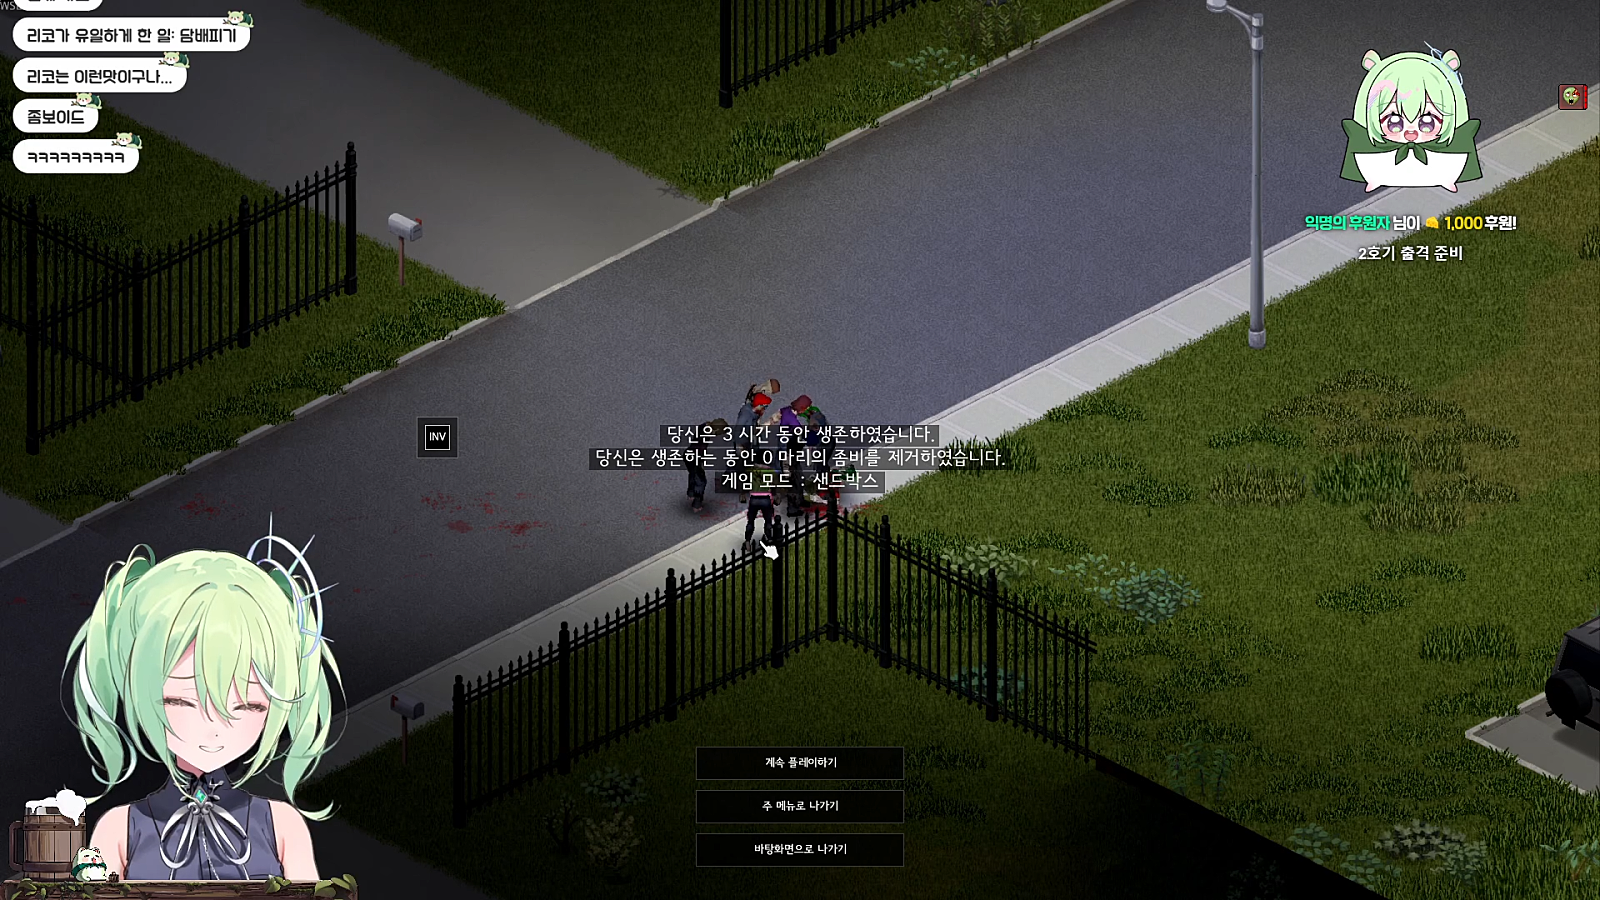 리코가 유일하게 한 일: 담배피기
리코는 이런맛이구나...
좀보이드
ㅋㅋㅋㅋㅋㅋㅋㅋㅋ
익명의 후원자 님이 1,000 후원!
2호기 출격 준비
INV
당신은 3 시간 동안 생존하였습니다.
당신은 생존하는 동안 0 마리의 좀비를 제거하였습니다.
게임 모드 : 샌드박스
계속 플레이하기
주 메뉴로 나가기
바탕화면으로 나가기